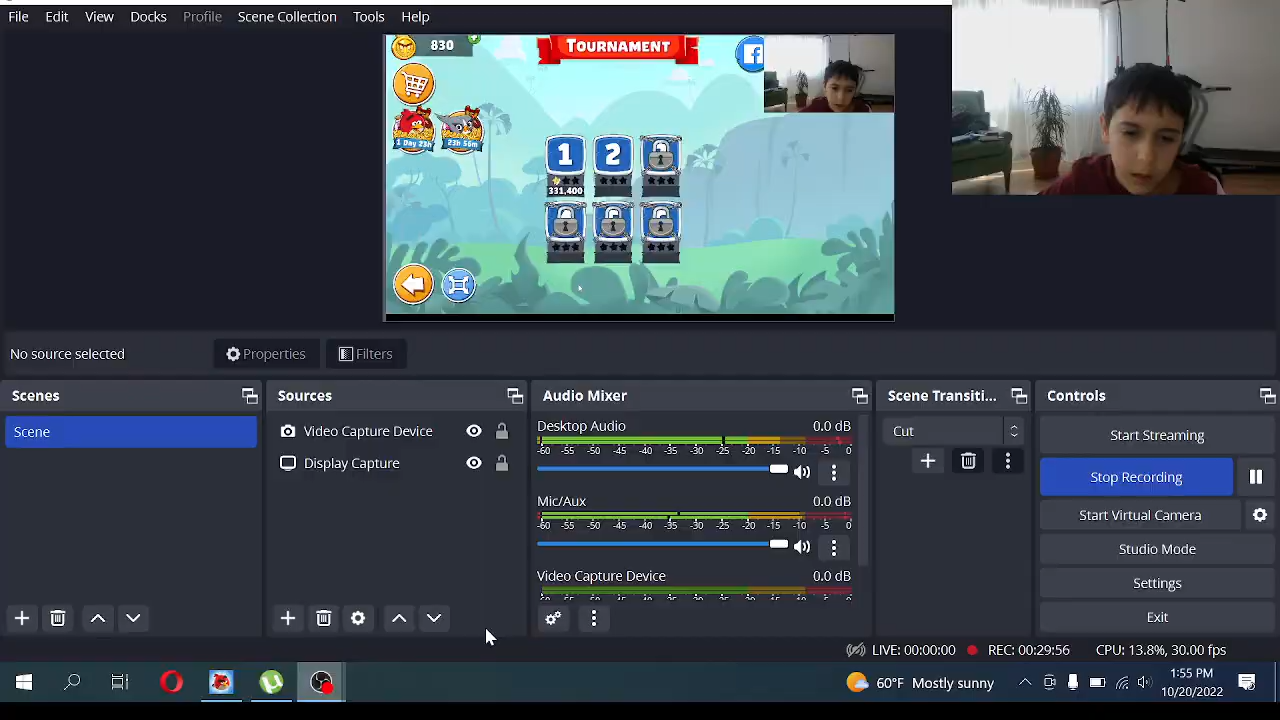 File Edit View Docks Profile Scene Collection Tools Help
830
TOURNAMENT
1 Day 23h
23h 56m
1 2
331,400
No source selected
Properties
Filters
Scenes
Sources
Audio Mixer
Scene Transiti...
Controls
Scene
Video Capture Device
Display Capture
Desktop Audio 0.0 dB
-60 -55 -50 -45 -40 -35 -30 -25 -20 -15 -10 -5 0
Mic/Aux 0.0 dB
-60 -55 -50 -45 -40 -35 -30 -25 -20 -15 -10 -5 0
Video Capture Device 0.0 dB
Cut
Start Streaming
Stop Recording
Start Virtual Camera
Studio Mode
Settings
Exit
LIVE: 00:00:00 REC: 00:29:56 CPU: 13.8%, 30.00 fps
60°F Mostly sunny
1:55 PM
10/20/2022